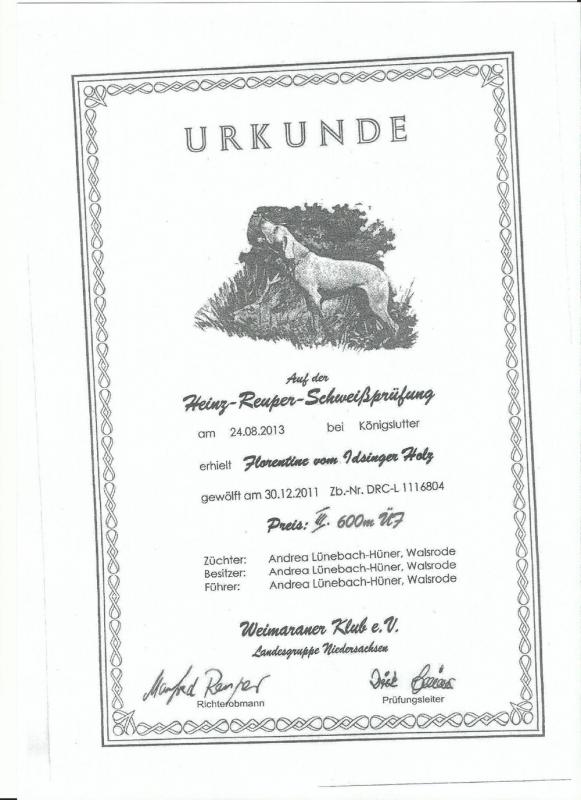 URKUNDE
Auf der
Heinz-Reuper-Schweißprüfung
am 24.08.2013 bei Königslutter
erhielt Florentine vom Idsinger Holz
gewölft am 30.12.2011 Zb.-Nr. DRC-L 1116804
Preis: 600m ÜF
Züchter: Andrea Lünebach-Hüner, Walsrode
Besitzer: Andrea Lünebach-Hüner, Walsrode
Führer: Andrea Lünebach-Hüner, Walsrode
Weimaraner Klub e.V.
Landesgruppe Niedersachsen
Manfred Reuper
Richterobmann
Prüfungsleiter